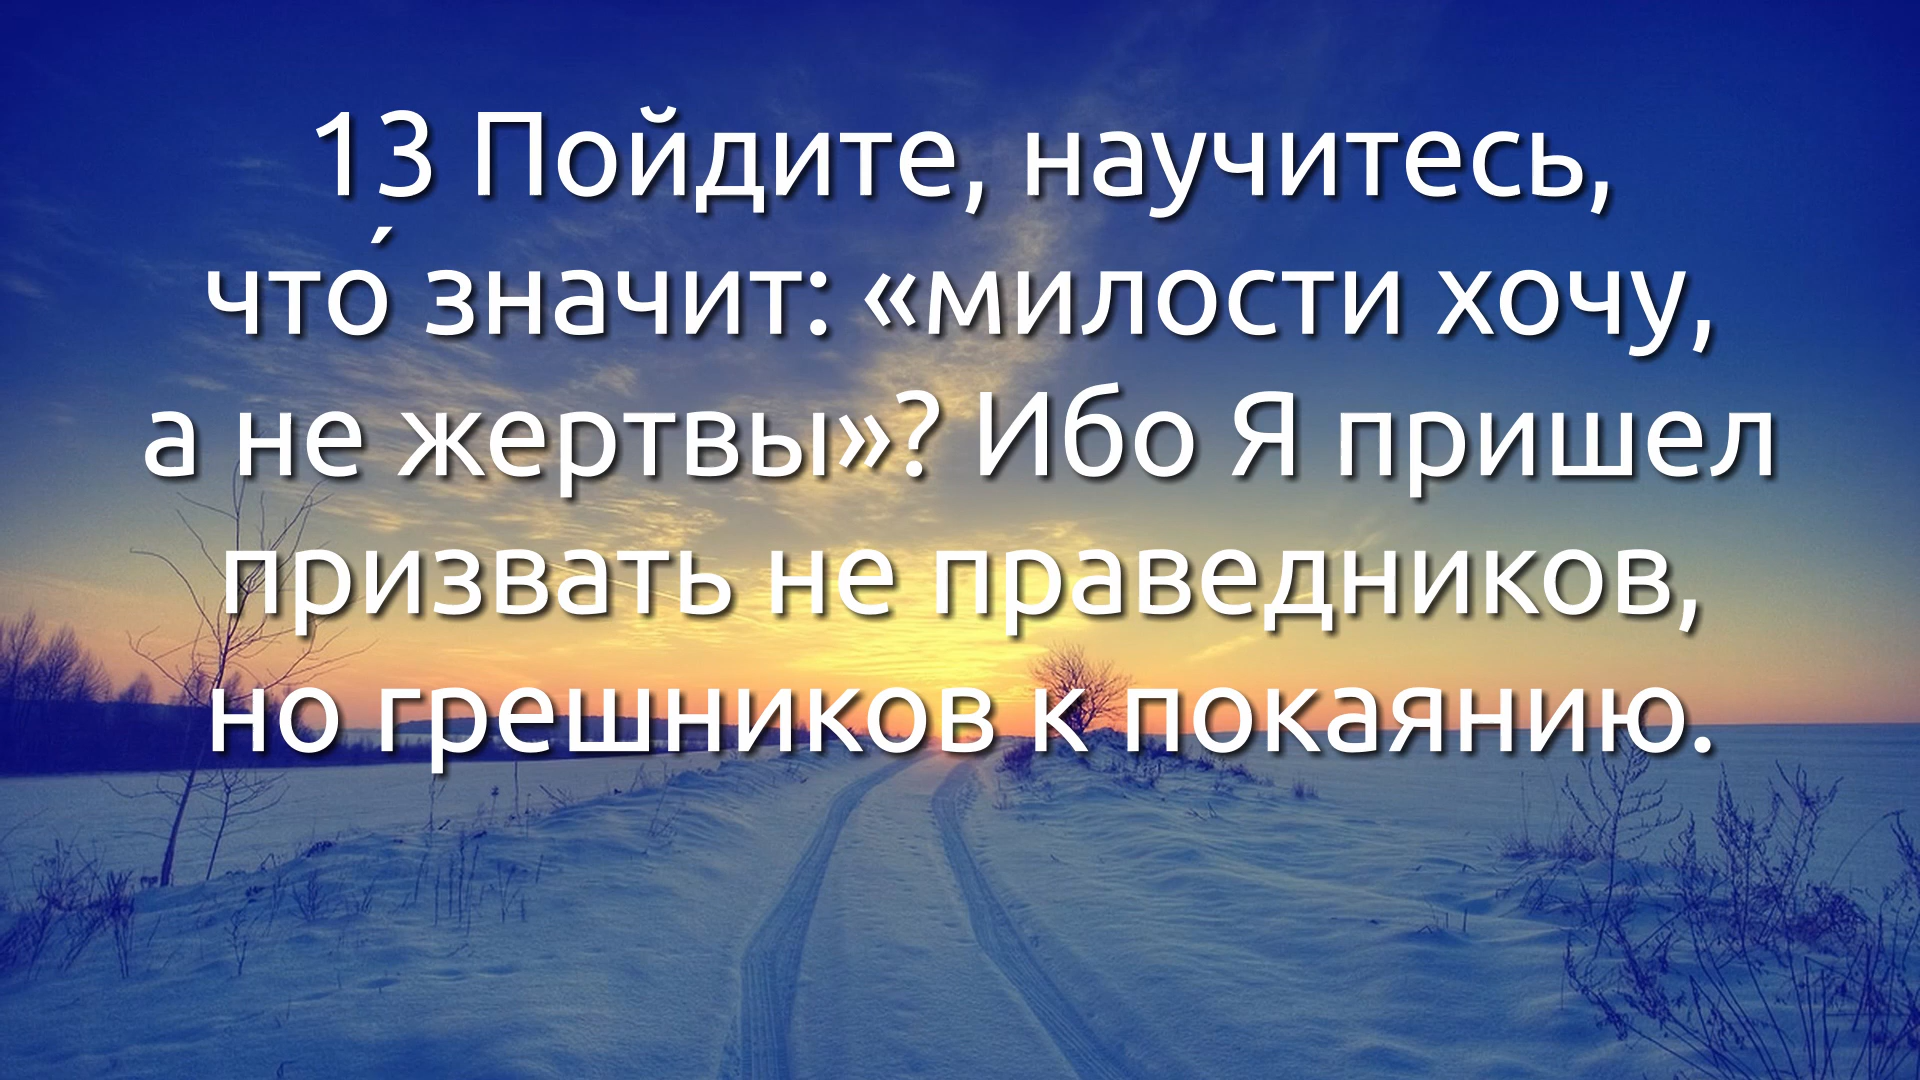 13 Пойдите, научитесь,
что́ значит: «милости хочу,
а не жертвы»? Ибо Я пришел
призвать не праведников,
но грешников к покаянию.